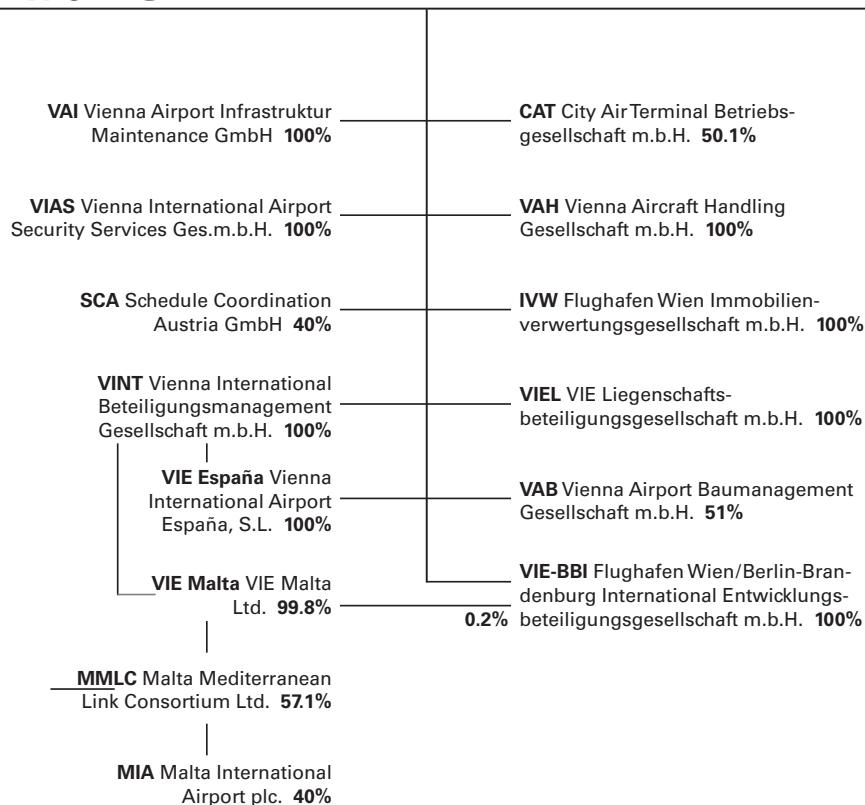 VAI Vienna Airport Infrastruktur
Maintenance GmbH 100%
CAT City Air Terminal Betriebs-
gesellschaft m.b.H. 50.1%
VIAS Vienna International Airport
Security Services Ges.m.b.H. 100%
VAH Vienna Aircraft Handling
Gesellschaft m.b.H. 100%
SCA Schedule Coordination
Austria GmbH 40%
IVW Flughafen Wien Immobilien-
verwertungsgesellschaft m.b.H. 100%
VINT Vienna International
Beteiligungsmanagement
Gesellschaft m.b.H. 100%
VIEL VIE Liegenschafts-
beteiligungsgesellschaft m.b.H. 100%
VIE España Vienna
International Airport
España, S.L. 100%
VAB Vienna Airport Baumanagement
Gesellschaft m.b.H. 51%
VIE Malta VIE Malta
Ltd. 99.8%
0.2%
VIE-BBI Flughafen Wien/Berlin-Bran-
denburg International Entwicklungs-
beteiligungsgesellschaft m.b.H. 100%
MMLC Malta Mediterranean
Link Consortium Ltd. 57.1%
MIA Malta International
Airport plc. 40%